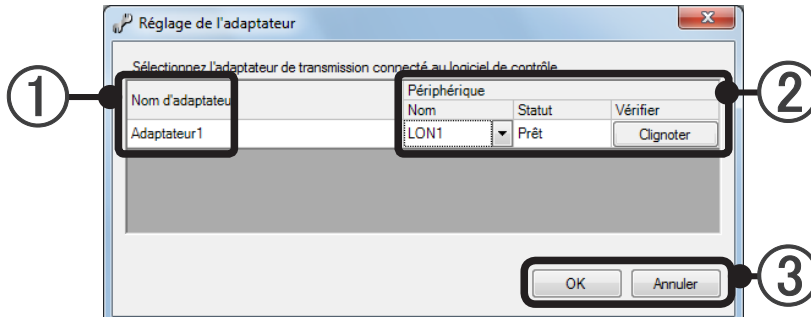 Réglage de l'adaptateur
Sélectionnez l'adaptateur de transmission connecté au logiciel de contrôle
1
2
Nom d'adaptateu
Périphérique
Nom Statut Vérifier
Adaptateur1 LON1 Prêt Clignoter
OK Annuler
3